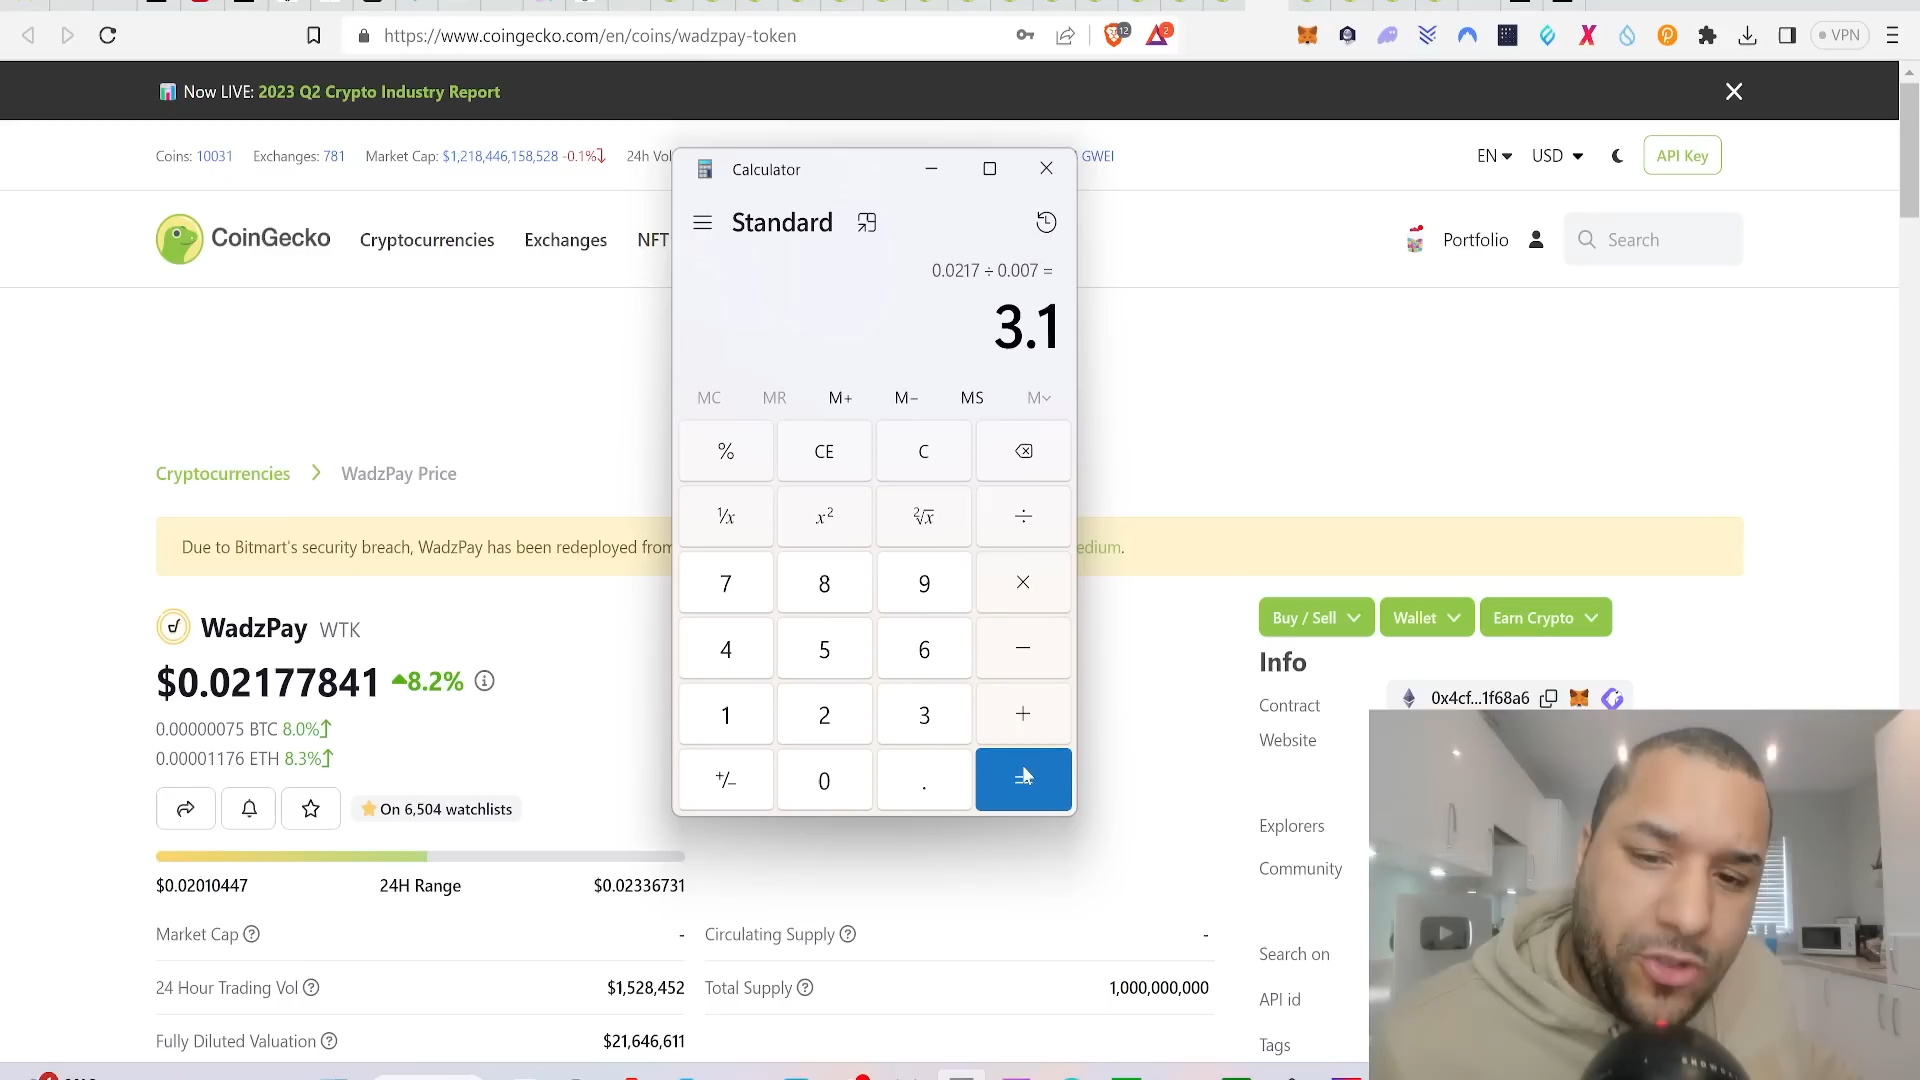 https://www.coingecko.com/en/coins/wadzpay-token
12
2
VPN
Now LIVE: 2023 Q2 Crypto Industry Report
Coins: 10031 Exchanges: 781 Market Cap: $1,218,446,158,528 -0.1% 24h Vol
GWEI
EN USD API Key
CoinGecko Cryptocurrencies Exchanges NFT
Portfolio Search
Calculator
Standard
0.0217 ÷ 0.007 =
3.1
MC MR M+ M− MS M
% CE C
¹/x x² ²√x ÷
7 8 9 ×
4 5 6 −
1 2 3 +
+/− 0 . =
Cryptocurrencies WadzPay Price
Due to Bitmart's security breach, WadzPay has been redeployed from
edium.
WadzPay WTK
$0.02177841 8.2%
0.00000075 BTC 8.0%
0.00001176 ETH 8.3%
On 6,504 watchlists
$0.02010447 24H Range $0.02336731
Market Cap -
Circulating Supply -
24 Hour Trading Vol $1,528,452
Total Supply 1,000,000,000
Fully Diluted Valuation $21,646,611
Buy / Sell Wallet Earn Crypto
Info
Contract 0x4cf...1f68a6
Website
Explorers
Community
Search on
API id
Tags